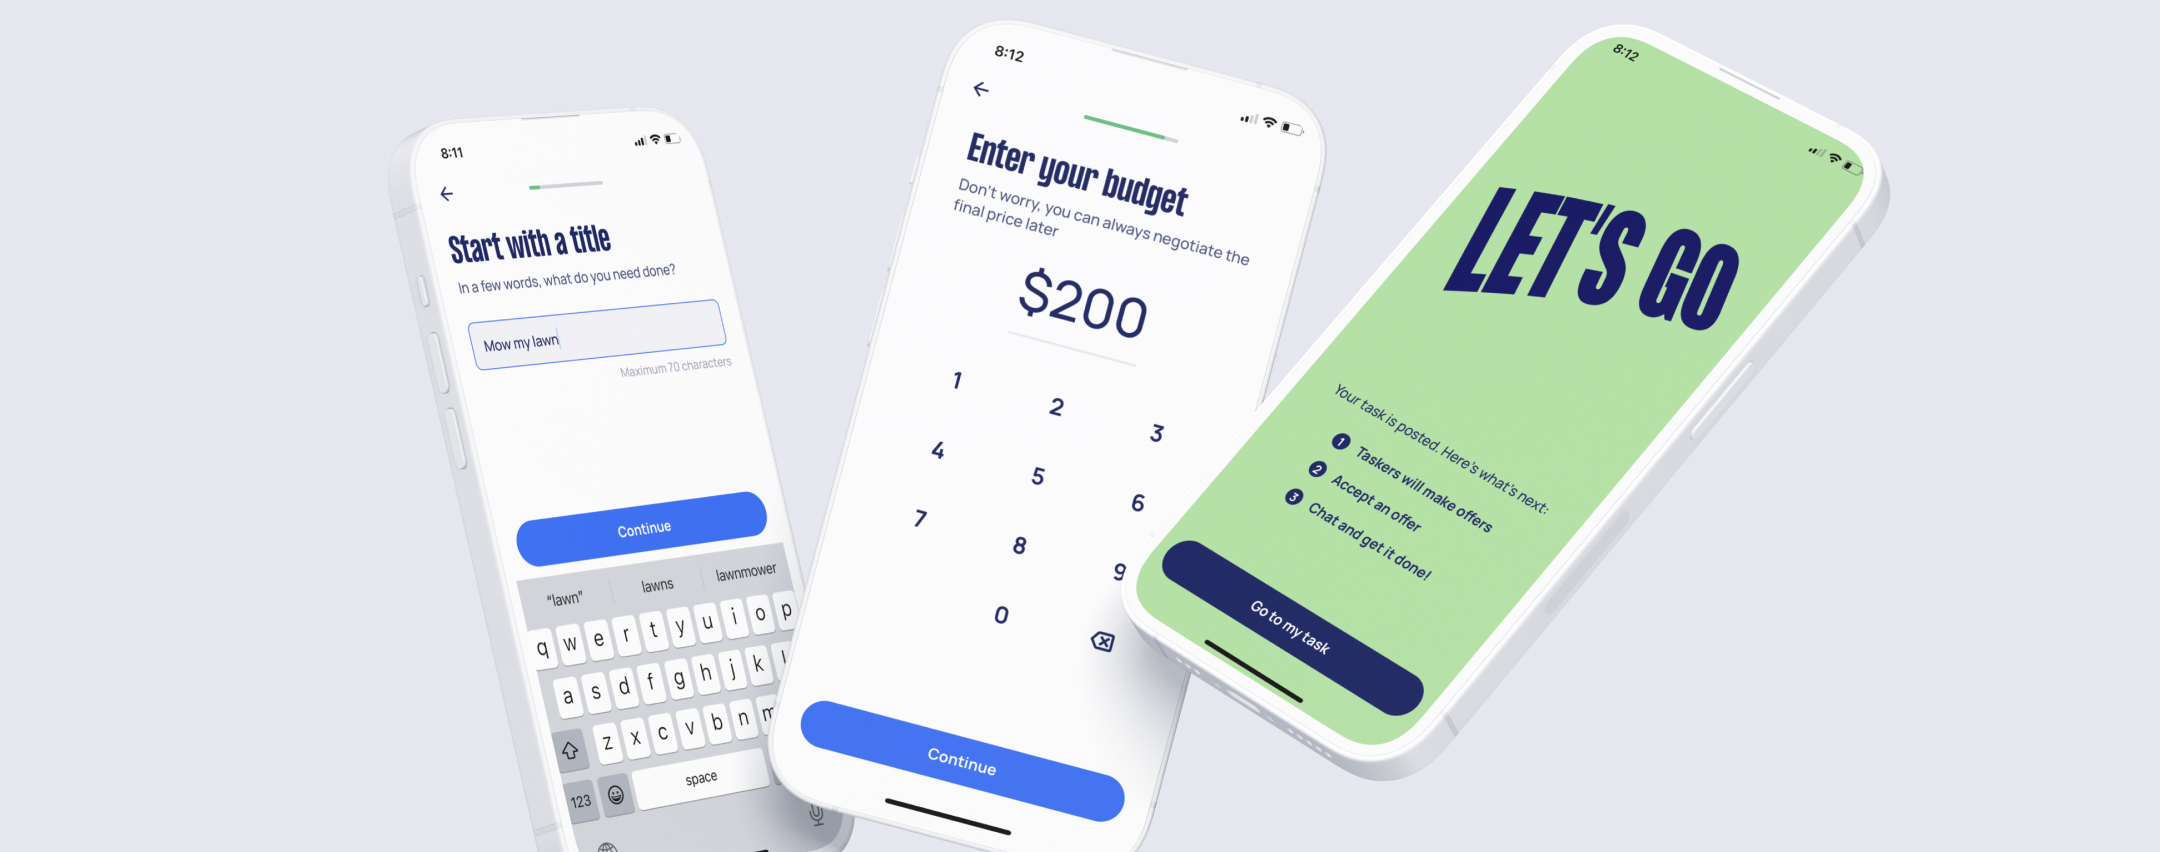 8:11
Start with a title
In a few words, what do you need done?
Mow my lawn
Maximum 70 characters
Continue
“lawn” lawns lawnmower
q w e r t y u i o p
a s d f g h j k
z x c v b n m
123 space
8:12
Enter your budget
Don't worry, you can always negotiate the
final price later
$200
1 2 3
4 5 6
7 8 9
0
Continue
8:12
LET'S GO
Your task is posted. Here's what's next:
1 Taskers will make offers
2 Accept an offer
3 Chat and get it done!
Go to my task